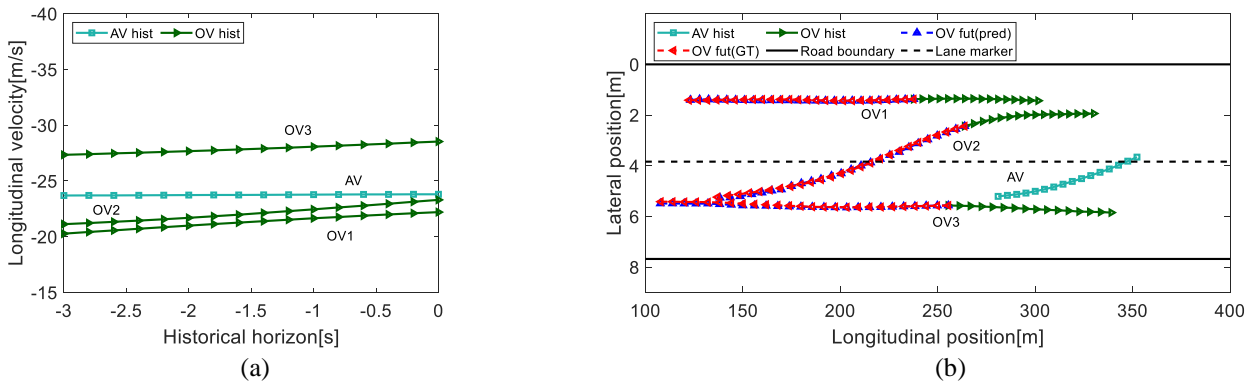 AV hist OV hist
-40
-35
-30
-25
-20
-15
Longitudinal velocity[m/s]
OV3
AV
OV2
OV1
-3 -2.5 -2 -1.5 -1 -0.5 0
Historical horizon[s]
(a)
AV hist OV hist OV fut(pred)
OV fut(GT) Road boundary Lane marker
0
2
4
6
8
Lateral position[m]
OV1
OV2
AV
OV3
100 150 200 250 300 350 400
Longitudinal position[m]
(b)